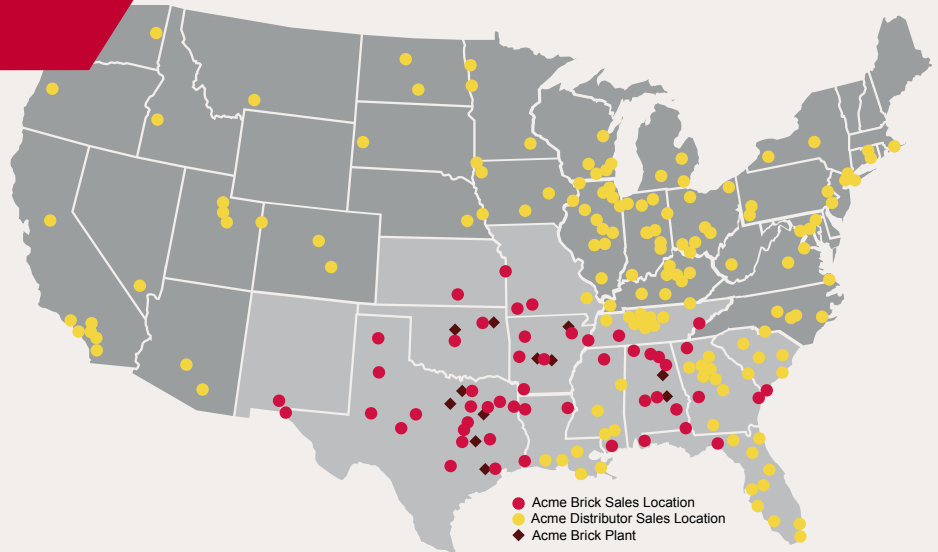 Acme Brick Sales Location
Acme Distributor Sales Location
Acme Brick Plant